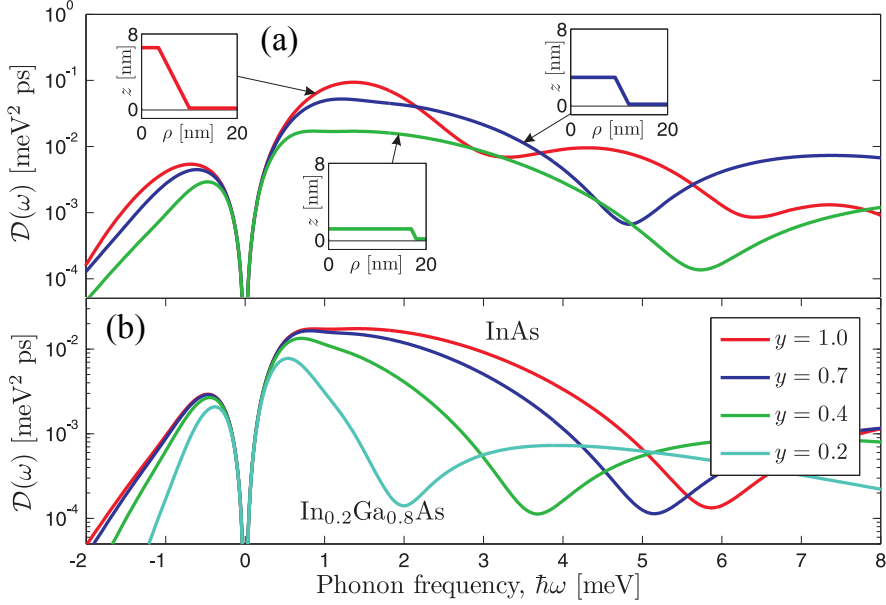 (a)
10^0
10^{-1}
10^{-2}
10^{-3}
10^{-4}
𝒟(ω) [meV² ps]
8
0
z [nm]
0 ρ [nm] 20
8
0
z [nm]
0 ρ [nm] 20
8
0
z [nm]
0 ρ [nm] 20
(b)
InAs
10^{-2}
10^{-3}
10^{-4}
𝒟(ω) [meV² ps]
y = 1.0
y = 0.7
y = 0.4
y = 0.2
In₀.₂Ga₀.₈As
-2 -1 0 1 2 3 4 5 6 7 8
Phonon frequency, ħω [meV]